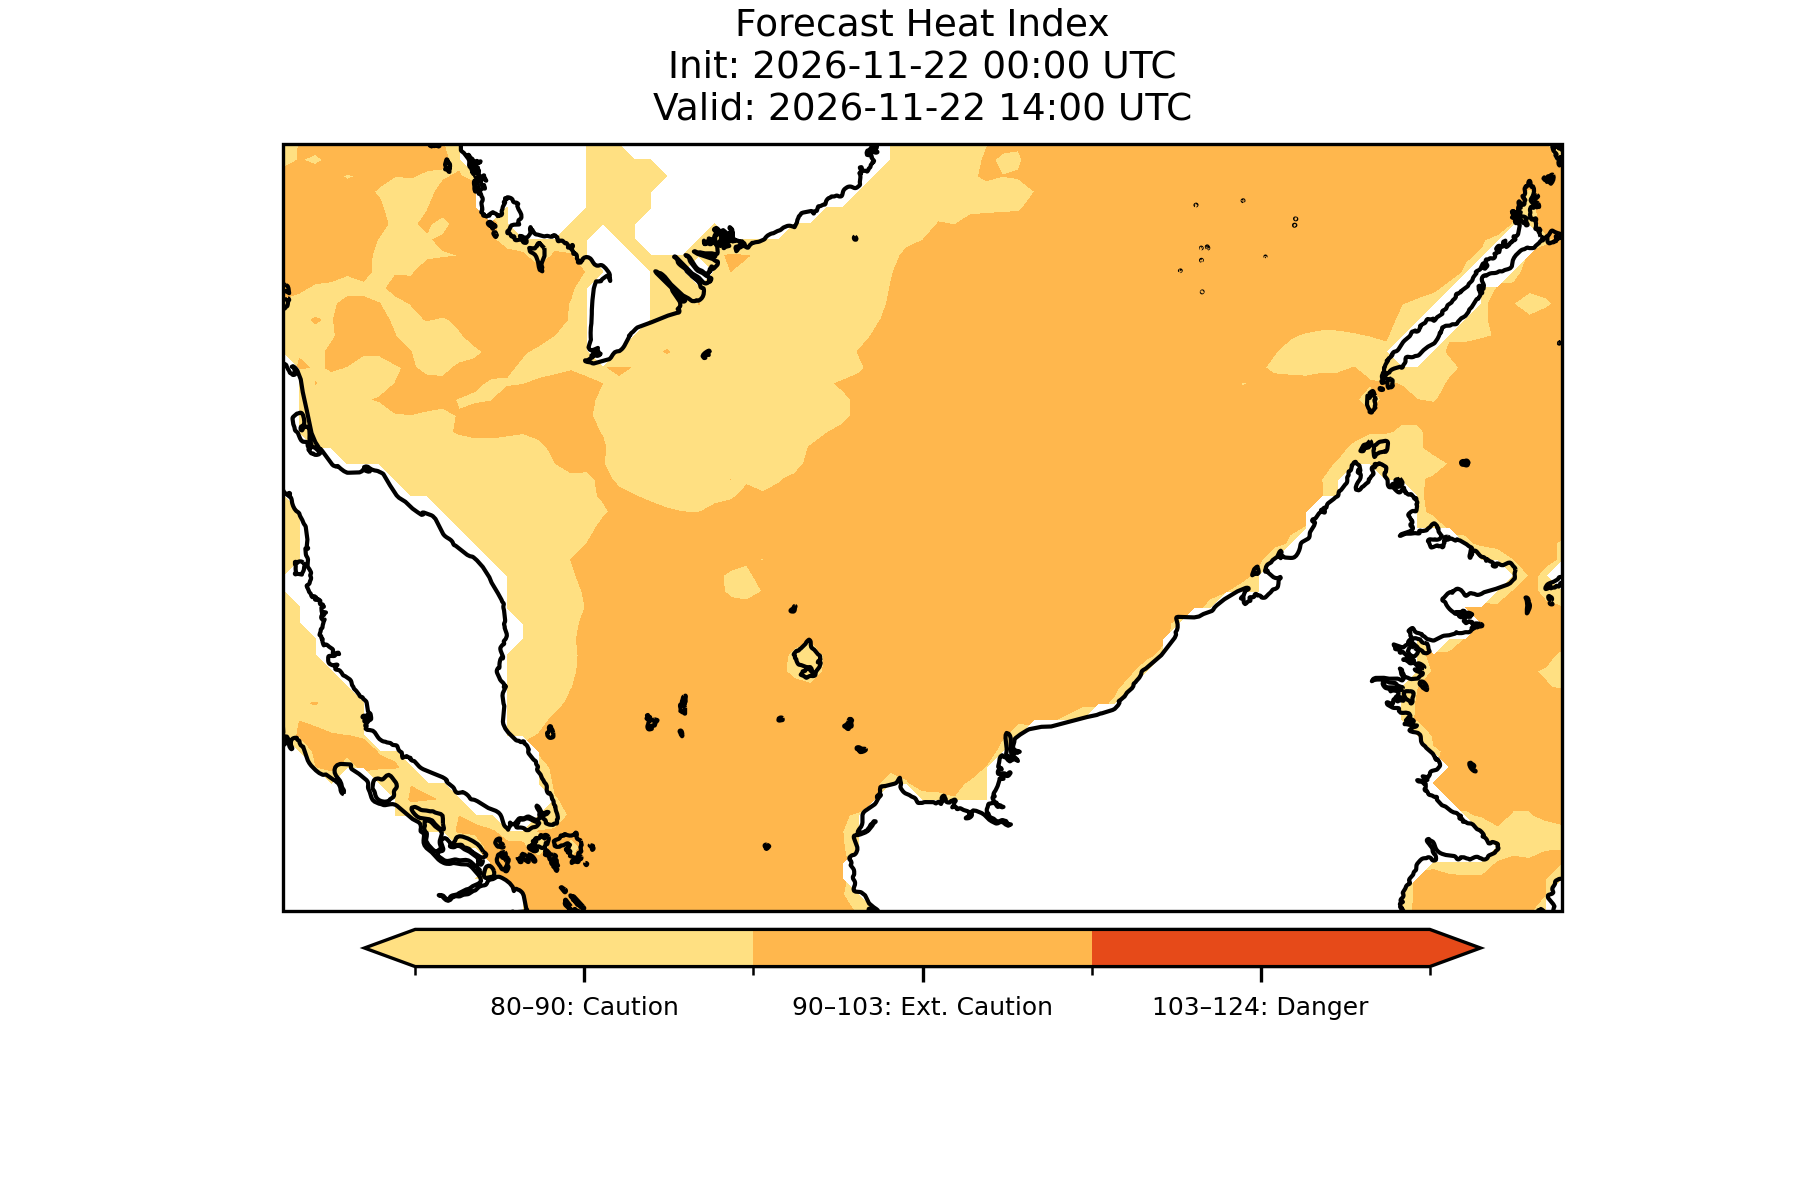 Forecast Heat Index
Init: 2026-11-22 00:00 UTC
Valid: 2026-11-22 14:00 UTC
80–90: Caution
90–103: Ext. Caution
103–124: Danger